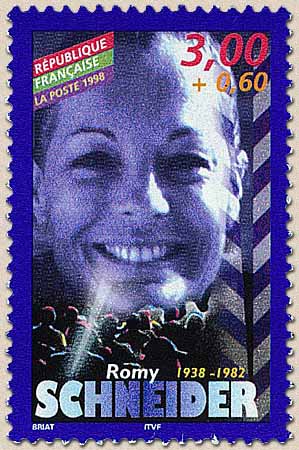 RÉPUBLIQUE
FRANÇAISE
LA POSTE 1998
3,00
+ 0,60
Romy 1938 - 1982
SCHNEIDER
BRIAT ITVF